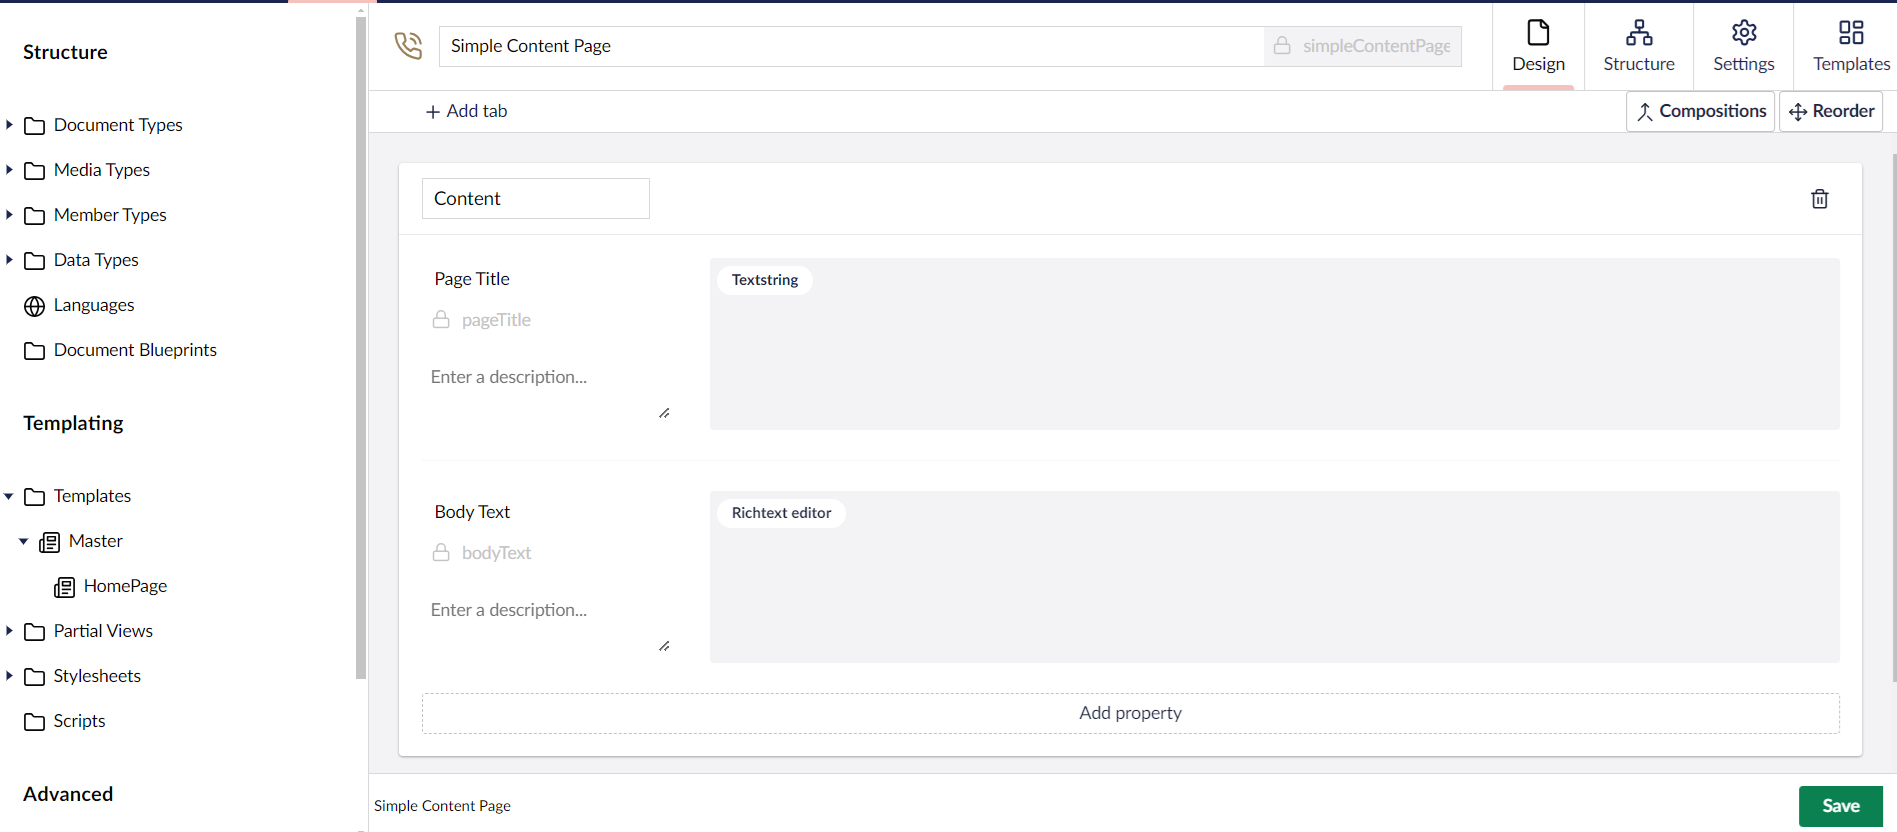 Structure
Document Types
Media Types
Member Types
Data Types
Languages
Document Blueprints
Templating
Templates
Master
HomePage
Partial Views
Stylesheets
Scripts
Advanced
Simple Content Page
simpleContentPage
Design
Structure
Settings
Templates
Add tab
Compositions
Reorder
Content
Page Title
pageTitle
Enter a description...
Textstring
Body Text
bodyText
Enter a description...
Richtext editor
Add property
Simple Content Page
Save